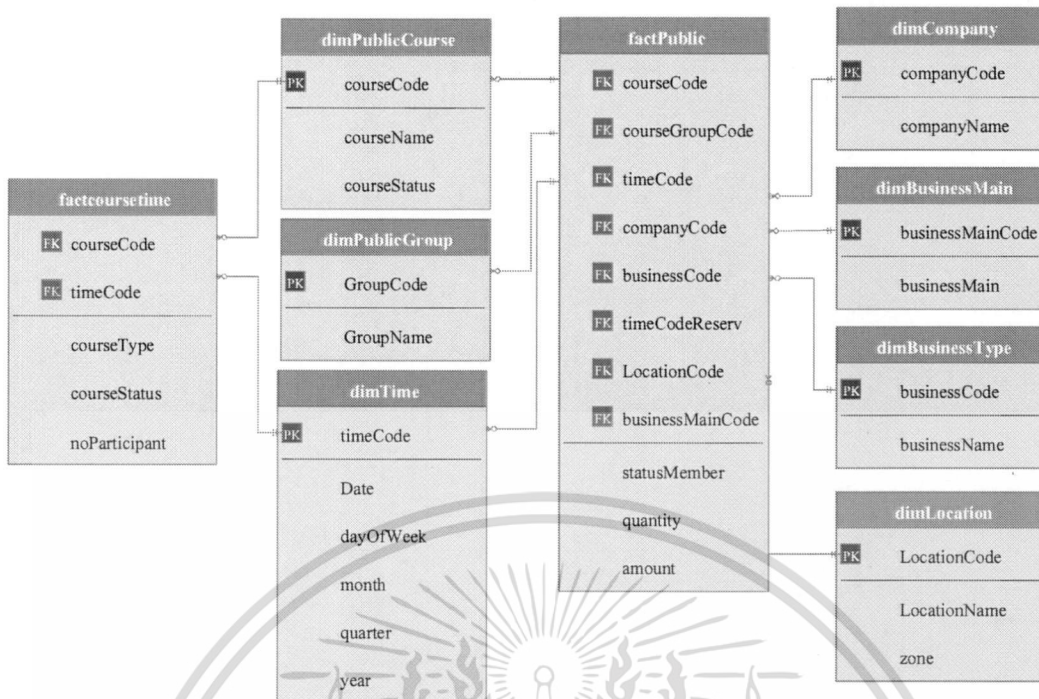 factcoursetime
FK courseCode
FK timeCode
courseType
courseStatus
noParticipant
dimPublicCourse
PK courseCode
courseName
courseStatus
dimPublicGroup
PK GroupCode
GroupName
dimTime
PK timeCode
Date
dayOfWeek
month
quarter
year
factPublic
FK courseCode
FK courseGroupCode
FK timeCode
FK companyCode
FK businessCode
FK timeCodeReserv
FK LocationCode
FK businessMainCode
statusMember
quantity
amount
dimCompany
PK companyCode
companyName
dimBusinessMain
PK businessMainCode
businessMain
dimBusinessType
PK businessCode
businessName
dimLocation
PK LocationCode
LocationName
zone